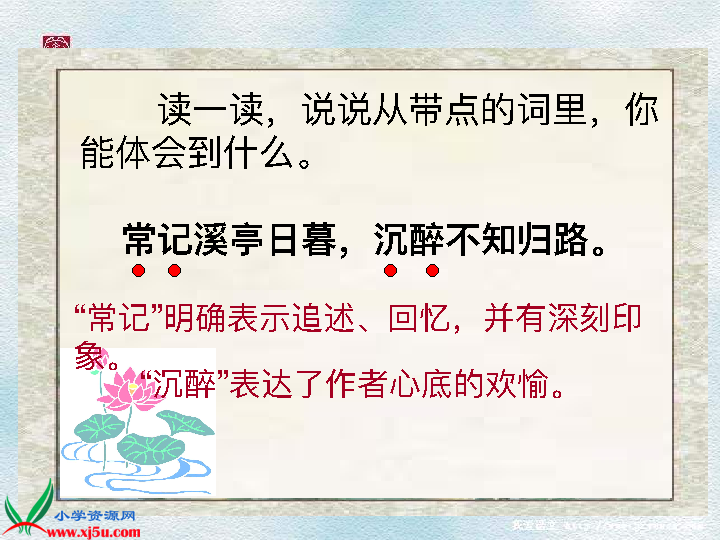 读一读，说说从带点的词里，你
能体会到什么。
常记溪亭日暮，沉醉不知归路。
“常记”明确表示追述、回忆，并有深刻印
象。
“沉醉”表达了作者心底的欢愉。
小学资源网
www.xj5u.com